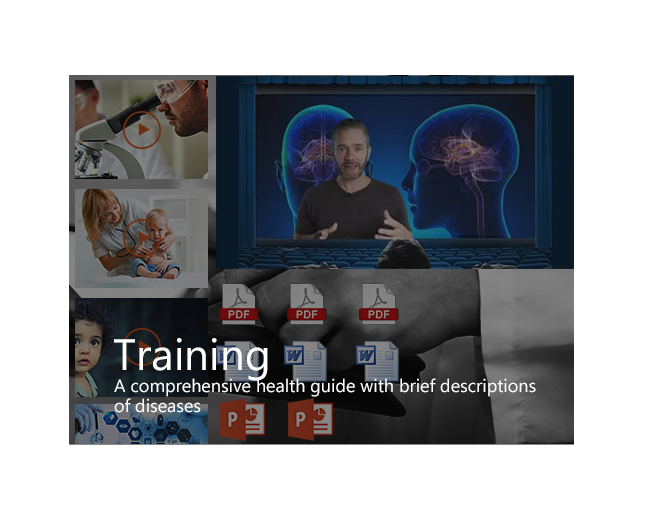 PDF PDF PDF
W W W
Training
A comprehensive health guide with brief descriptions
of diseases
P P